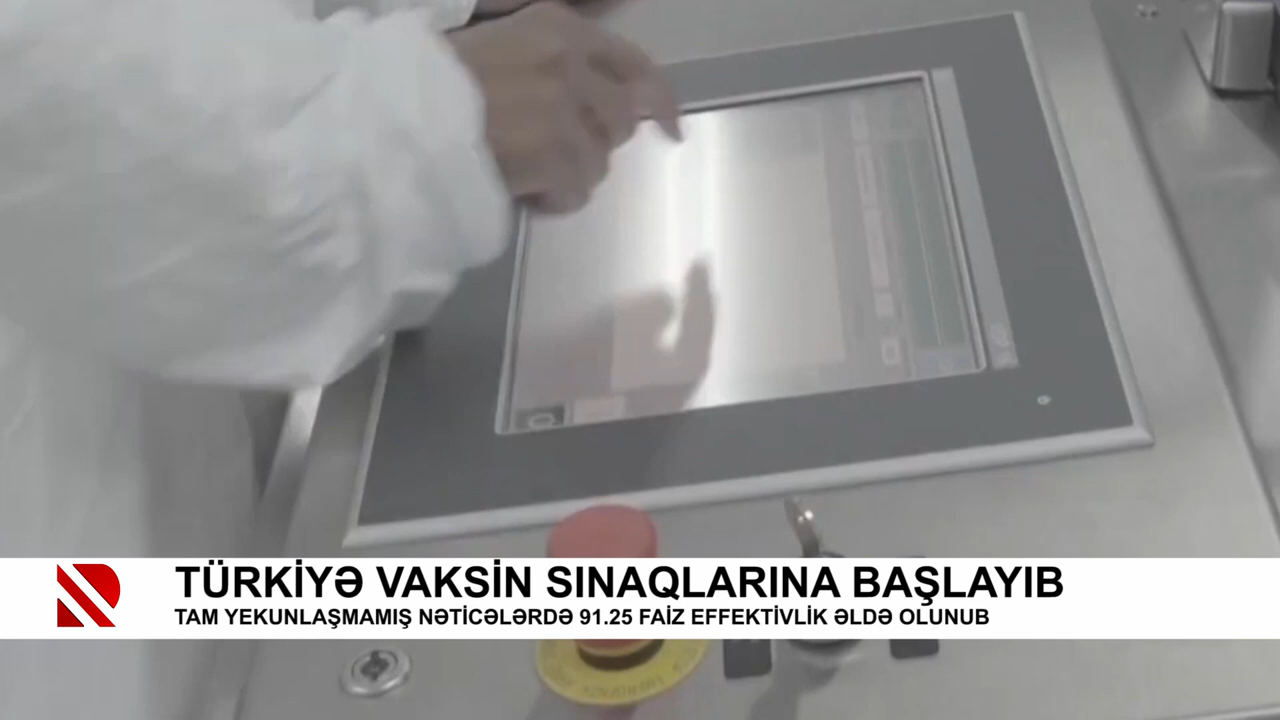 TÜRKİYƏ VAKSİN SINAQLARINA BAŞLAYIB
TAM YEKUNLAŞMAMIŞ NƏTİCƏLƏRDƏ 91.25 FAİZ EFFEKTİVLİK ƏLDƏ OLUNUB